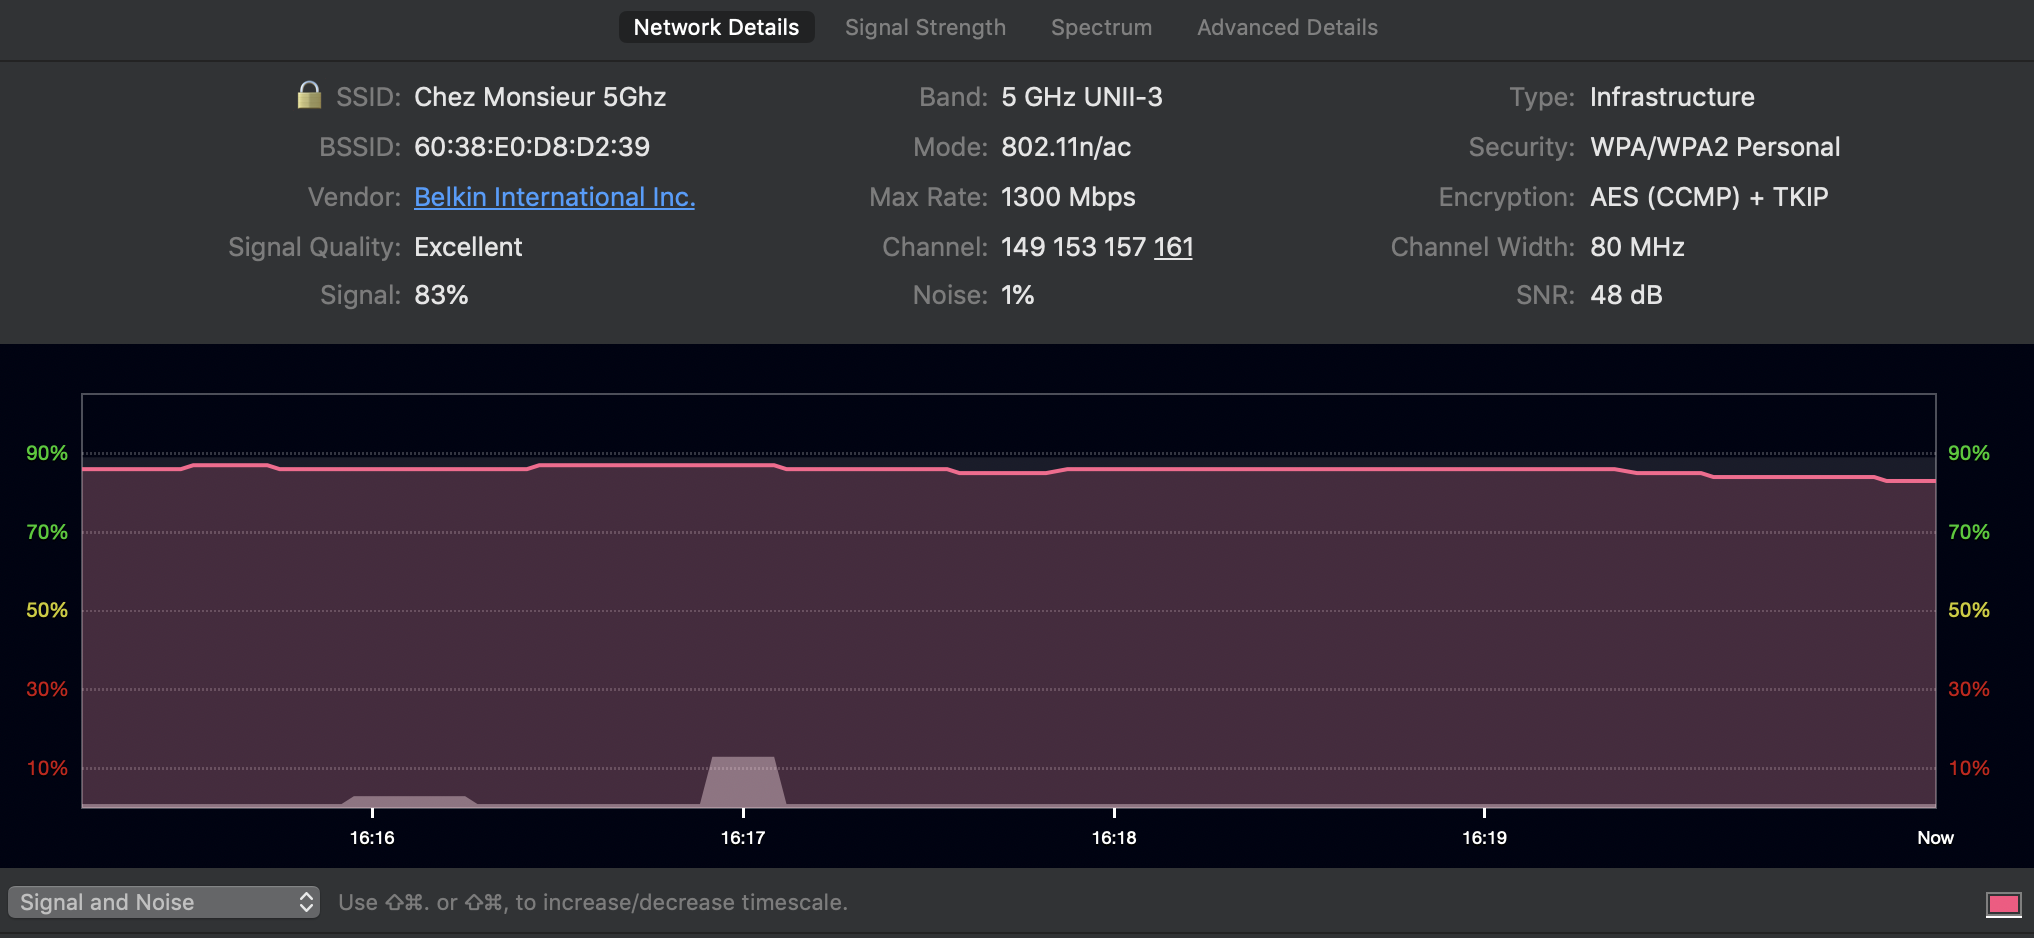 Network Details Signal Strength Spectrum Advanced Details
SSID: Chez Monsieur 5Ghz Band: 5 GHz UNII-3 Type: Infrastructure
BSSID: 60:38:E0:D8:D2:39 Mode: 802.11n/ac Security: WPA/WPA2 Personal
Vendor: Belkin International Inc. Max Rate: 1300 Mbps Encryption: AES (CCMP) + TKIP
Signal Quality: Excellent Channel: 149 153 157 161 Channel Width: 80 MHz
Signal: 83% Noise: 1% SNR: 48 dB
90% 90%
70% 70%
50% 50%
30% 30%
10% 10%
16:16 16:17 16:18 16:19 Now
Signal and Noise Use ⇧⌘. or ⇧⌘, to increase/decrease timescale.